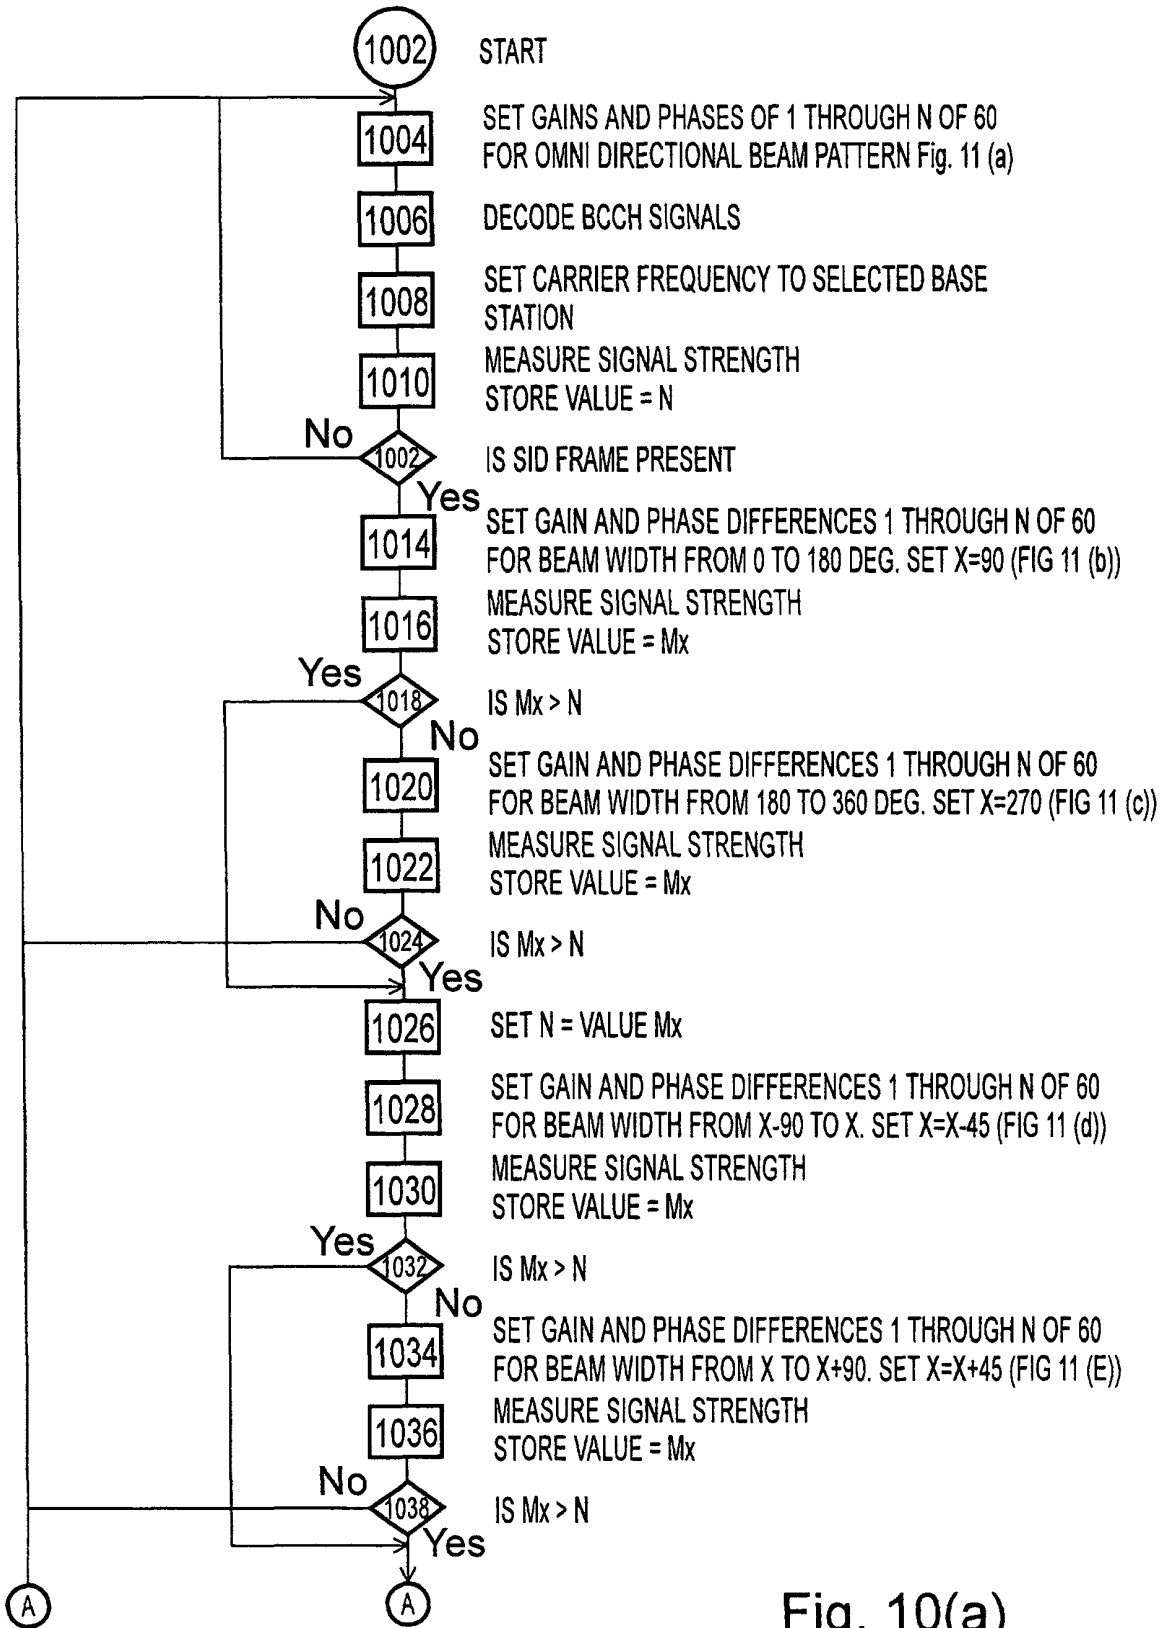 1002 START
1004 SET GAINS AND PHASES OF 1 THROUGH N OF 60
FOR OMNI DIRECTIONAL BEAM PATTERN Fig. 11 (a)
1006 DECODE BCCH SIGNALS
1008 SET CARRIER FREQUENCY TO SELECTED BASE
STATION
1010 MEASURE SIGNAL STRENGTH
STORE VALUE = N
No 1002 IS SID FRAME PRESENT
Yes
1014 SET GAIN AND PHASE DIFFERENCES 1 THROUGH N OF 60
FOR BEAM WIDTH FROM 0 TO 180 DEG. SET X=90 (FIG 11 (b))
1016 MEASURE SIGNAL STRENGTH
STORE VALUE = Mx
Yes 1018 IS Mx > N
No
1020 SET GAIN AND PHASE DIFFERENCES 1 THROUGH N OF 60
FOR BEAM WIDTH FROM 180 TO 360 DEG. SET X=270 (FIG 11 (c))
1022 MEASURE SIGNAL STRENGTH
STORE VALUE = Mx
No 1024 IS Mx > N
Yes
1026 SET N = VALUE Mx
1028 SET GAIN AND PHASE DIFFERENCES 1 THROUGH N OF 60
FOR BEAM WIDTH FROM X-90 TO X. SET X=X-45 (FIG 11 (d))
1030 MEASURE SIGNAL STRENGTH
STORE VALUE = Mx
Yes 1032 IS Mx > N
No
1034 SET GAIN AND PHASE DIFFERENCES 1 THROUGH N OF 60
FOR BEAM WIDTH FROM X TO X+90. SET X=X+45 (FIG 11 (E))
1036 MEASURE SIGNAL STRENGTH
STORE VALUE = Mx
No 1038 IS Mx > N
Yes
A A
Fig. 10(a)